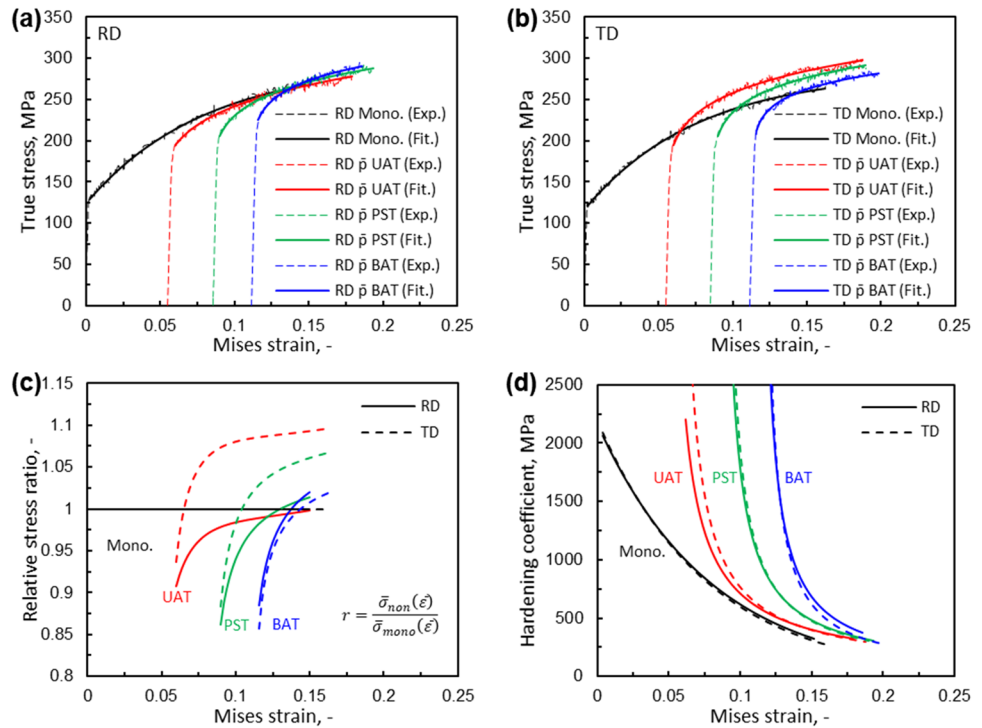 (a)
350
300
250
200
150
100
50
0
True stress, MPa
RD
RD Mono. (Exp.)
RD Mono. (Fit.)
RD p̄ UAT (Exp.)
RD p̄ UAT (Fit.)
RD p̄ PST (Exp.)
RD p̄ PST (Fit.)
RD p̄ BAT (Exp.)
RD p̄ BAT (Fit.)
0 0.05 0.1 0.15 0.2 0.25
Mises strain, -
(b)
350
300
250
200
150
100
50
0
True stress, MPa
TD
TD Mono. (Exp.)
TD Mono. (Fit.)
TD p̄ UAT (Exp.)
TD p̄ UAT (Fit.)
TD p̄ PST (Exp.)
TD p̄ PST (Fit.)
TD p̄ BAT (Exp.)
TD p̄ BAT (Fit.)
0 0.05 0.1 0.15 0.2 0.25
Mises strain, -
(c)
1.15
1.1
1.05
1
0.95
0.9
0.85
0.8
Relative stress ratio, -
RD
TD
Mono.
UAT
PST
BAT
r = σ̄non(ε̄) / σ̄mono(ε̄)
0 0.05 0.1 0.15 0.2 0.25
Mises strain, -
(d)
2500
2000
1500
1000
500
0
Hardening coefficient, MPa
RD
TD
UAT
PST
BAT
Mono.
0 0.05 0.1 0.15 0.2 0.25
Mises strain, -